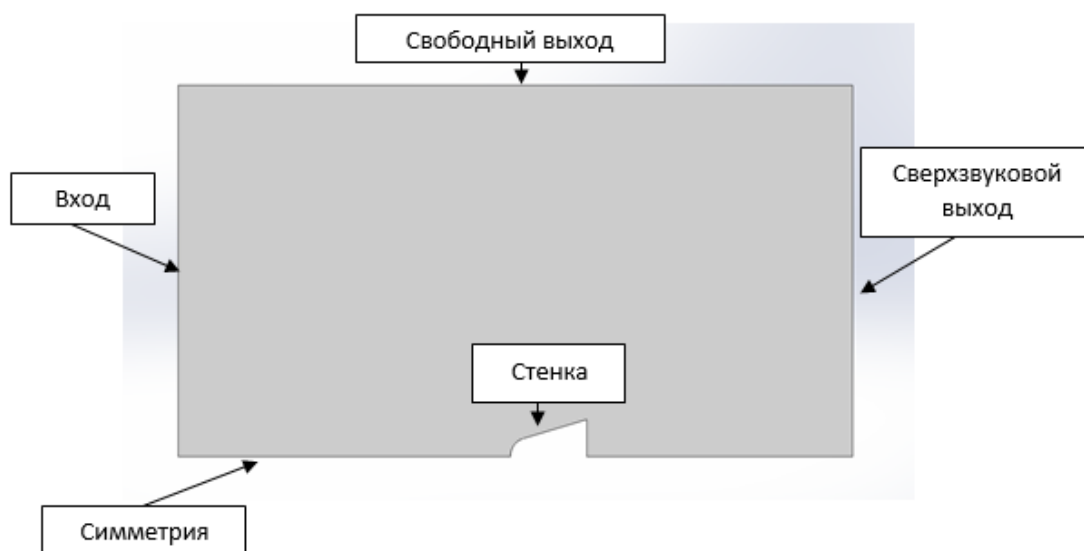 Свободный выход
Вход
Сверхзвуковой
выход
Стенка
Симметрия